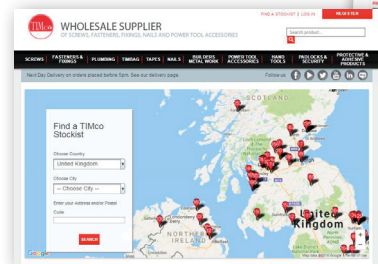 FIND A STOCKIST | LOG IN
REGISTER
TIMco
WHOLESALE SUPPLIER
OF SCREWS, FASTENERS, FIXINGS, NAILS AND POWER TOOL ACCESSORIES
Search product...
SCREWS
FASTENERS & FIXINGS
PLUMBING
TIMBAG
TAPES
NAILS
BUILDERS METAL WORK
POWER TOOL ACCESSORIES
HAND TOOLS
PADLOCKS & SECURITY
PROTECTIVE & ADHESIVE PRODUCTS
Next Day Delivery on orders placed before 5pm. See our delivery page.
Follow us
Find a TIMco
Stockist
Choose Country
United Kingdom
Choose City
-- Choose City --
Enter your Address and/or Postal
Code
SEARCH
SCOTLAND
United
Kingdom
NORTHERN
IRELAND
Google